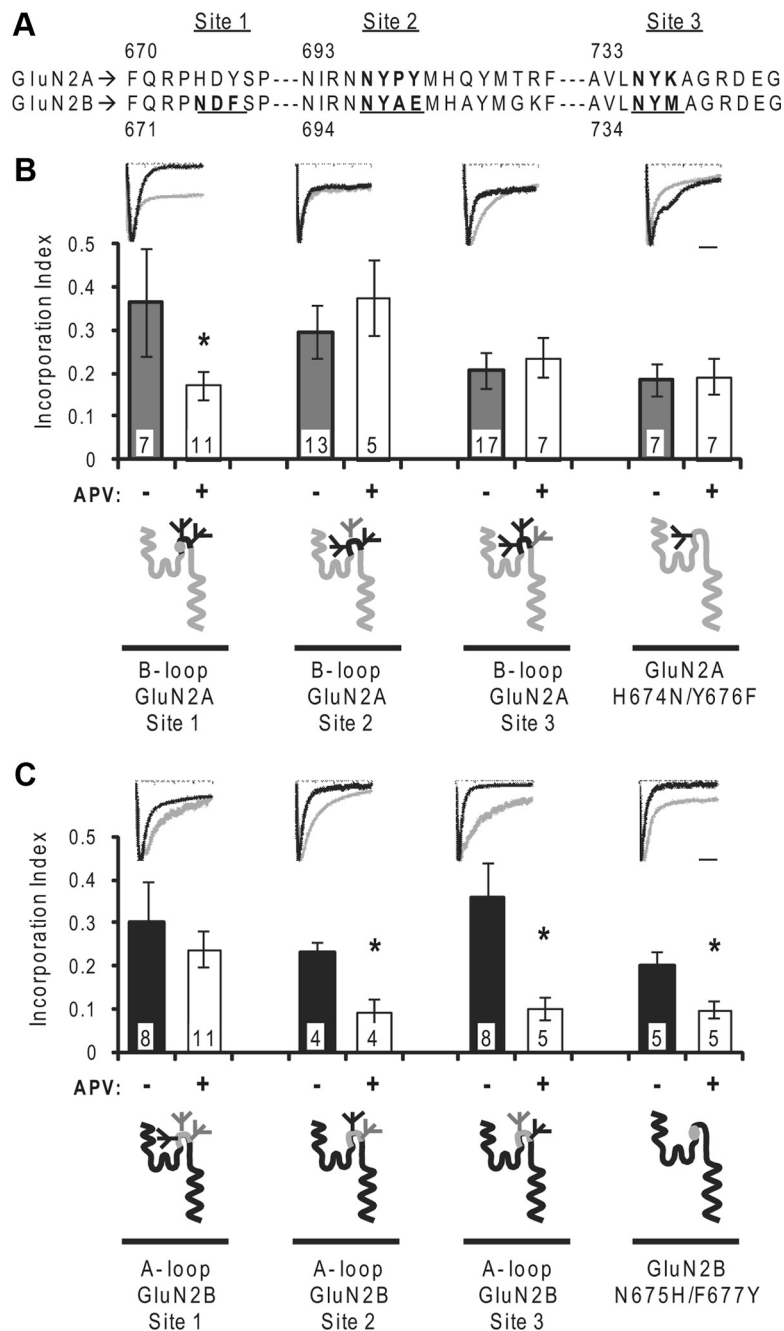 A
Site 1 Site 2 Site 3
670 693 733
GluN2A → FQRPHDYSP---NIRNNYPYMHQYMTRF---AVLNYKAGRDEG
GluN2B → FQRPNDFSP---NIRNNYAEMHAYMGKF---AVLNYMAGRDEG
671 694 734
B
Incorporation Index
0.5
0.4
0.3
0.2
0.1
0
*
7 11 13 5 17 7 7 7
APV: - + - + - + - +
B-loop GluN2A Site 1
B-loop GluN2A Site 2
B-loop GluN2A Site 3
GluN2A H674N/Y676F
C
Incorporation Index
0.5
0.4
0.3
0.2
0.1
0
* * *
8 11 4 4 8 5 5 5
APV: - + - + - + - +
A-loop GluN2B Site 1
A-loop GluN2B Site 2
A-loop GluN2B Site 3
GluN2B N675H/F677Y